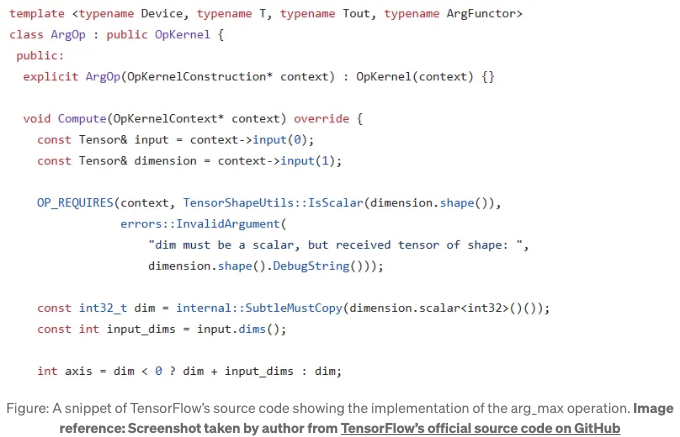 template <typename Device, typename T, typename Tout, typename ArgFunctor>
class ArgOp : public OpKernel {
 public:
  explicit ArgOp(OpKernelConstruction* context) : OpKernel(context) {}

  void Compute(OpKernelContext* context) override {
    const Tensor& input = context->input(0);
    const Tensor& dimension = context->input(1);

    OP_REQUIRES(context, TensorShapeUtils::IsScalar(dimension.shape()),
                errors::InvalidArgument(
                    "dim must be a scalar, but received tensor of shape: ",
                    dimension.shape().DebugString()));

    const int32_t dim = internal::SubtleMustCopy(dimension.scalar<int32>()());
    const int input_dims = input.dims();

    int axis = dim < 0 ? dim + input_dims : dim;

Figure: A snippet of TensorFlow's source code showing the implementation of the arg_max operation. Image
reference: Screenshot taken by author from TensorFlow's official source code on GitHub